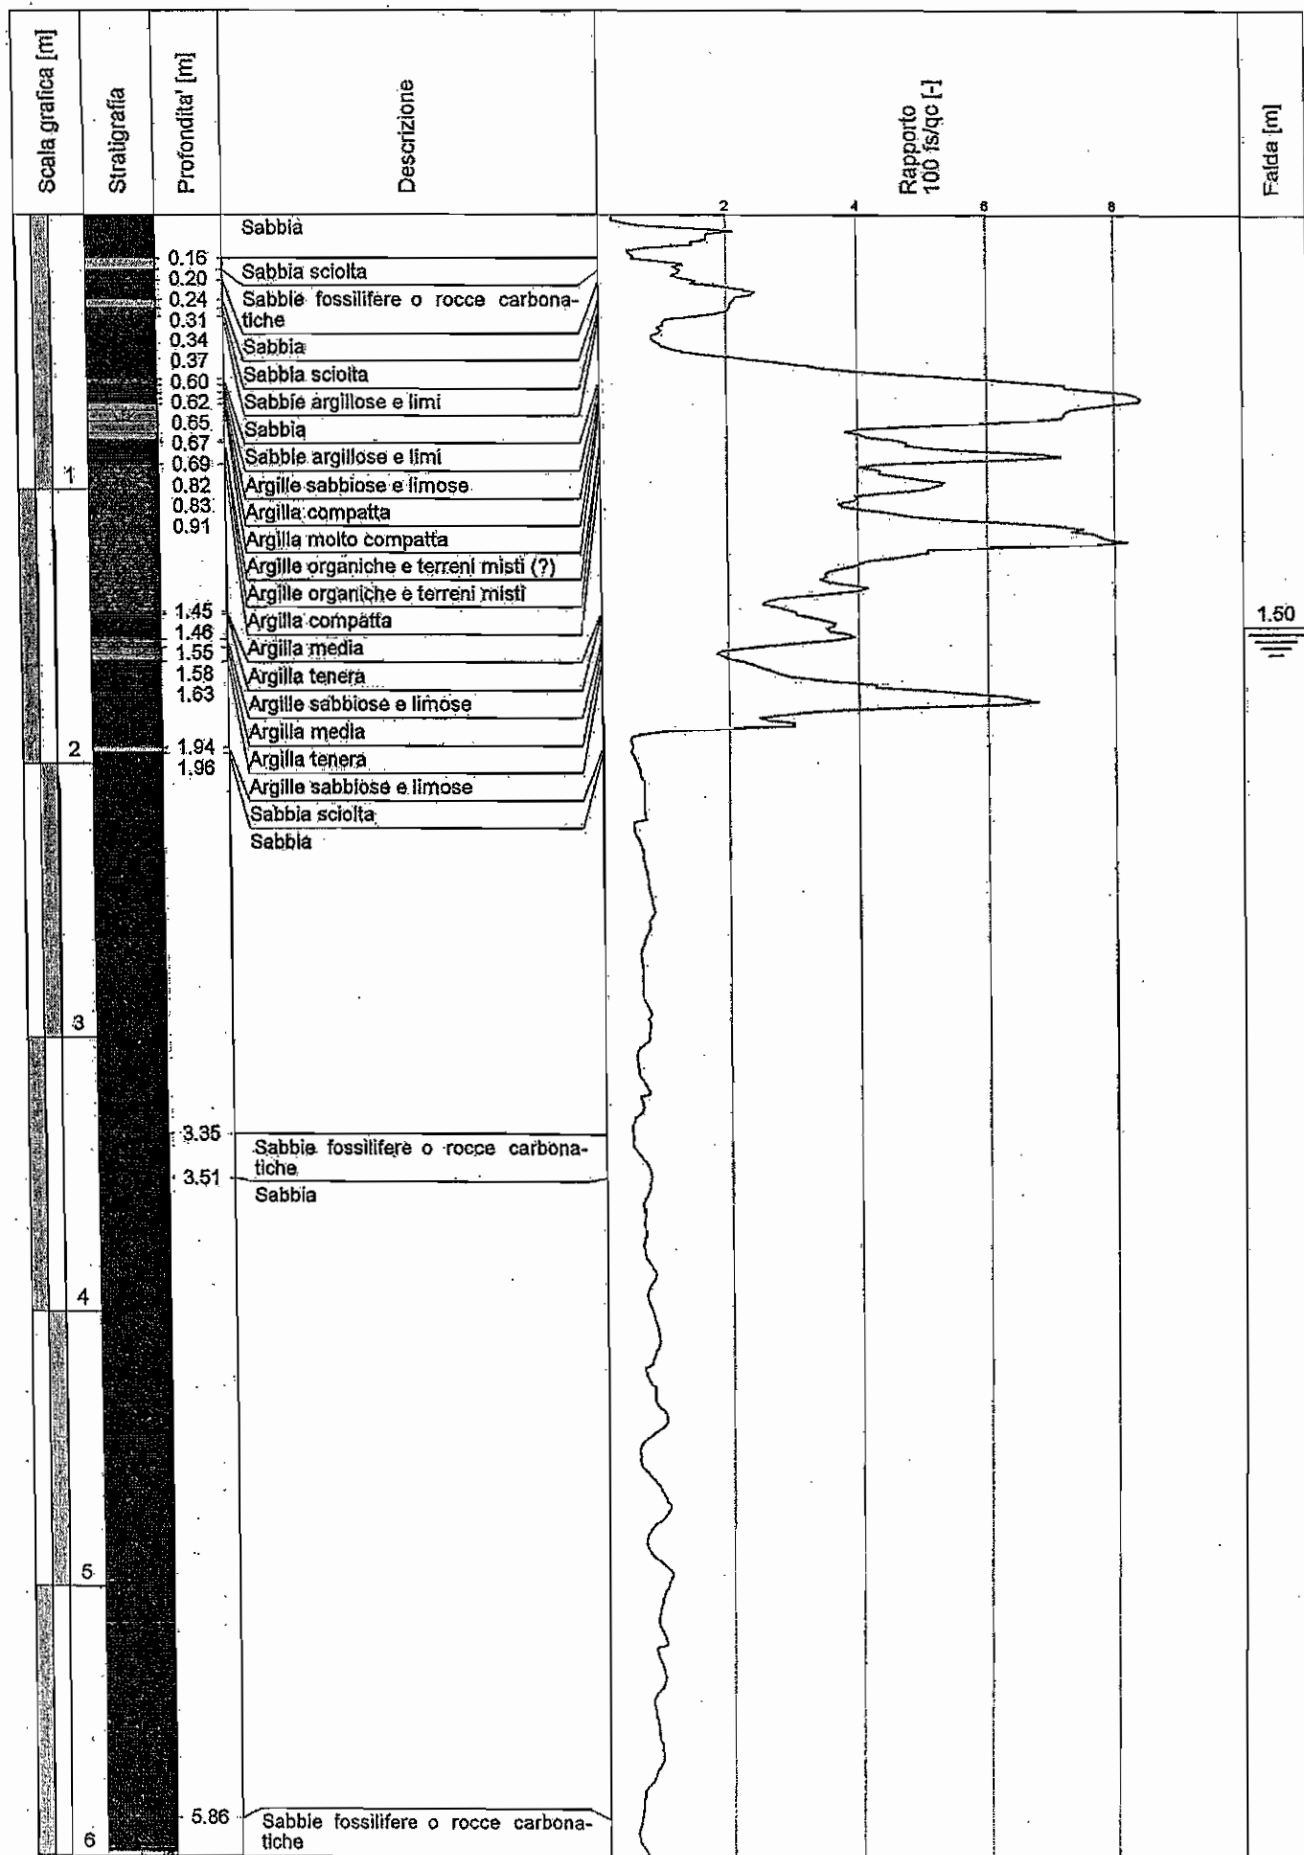 Scala grafica [m]
Stratigrafia
Profondita' [m]
Descrizione
Rapporto
100 fs/qc [-]
Falda [m]
2 4 6 8
Sabbia
0.16
Sabbia sciolta
0.20
Sabbie fossilifere o rocce carbona-
tiche
0.24
0.31
Sabbia
0.34
Sabbia sciolta
0.37
Sabbie argillose e limi
0.60
Sabbia
0.62
Sabbie argillose e limi
0.65
Argille sabbiose e limose
0.67
Argilla compatta
0.69
Argilla molto compatta
0.82
Argille organiche e terreni misti (?)
0.83
Argille organiche e terreni misti
0.91
Argilla compatta
1
1.45
Argilla media
1.46
Argilla tenera
1.55
Argille sabbiose e limose
1.58
Argilla media
1.63
Argilla tenera
1.50
Argille sabbiose e limose
1.94
Sabbia sciolta
1.96
Sabbia
2
3
3.35
Sabbie fossilifere o rocce carbona-
tiche
3.51
Sabbia
4
5
5.86
Sabbie fossilifere o rocce carbona-
tiche
6